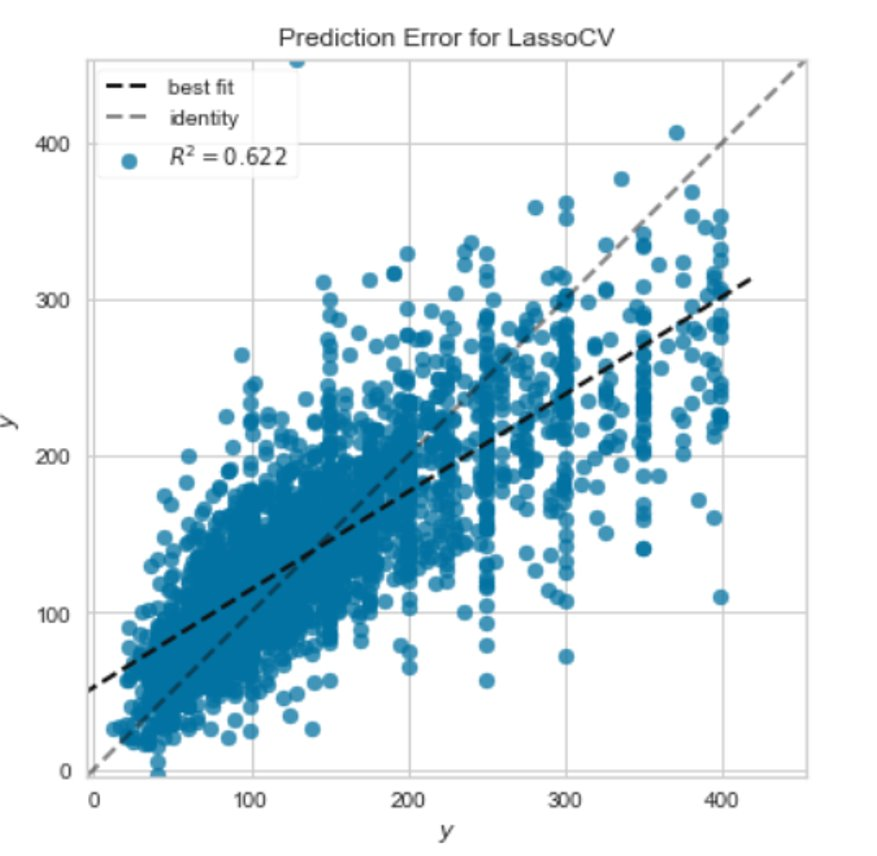 Prediction Error for LassoCV
best fit
identity
R² = 0.622
400
300
200
100
0
y
0 100 200 300 400
y